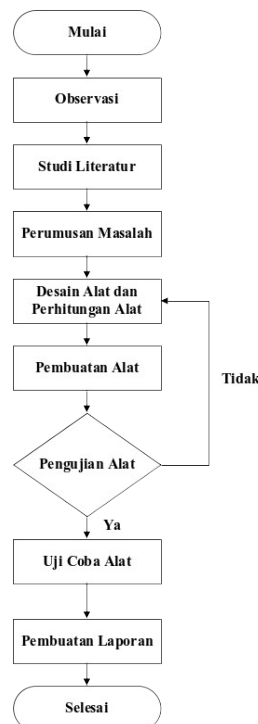 Mulai
Observasi
Studi Literatur
Perumusan Masalah
Desain Alat dan
Perhitungan Alat
Pembuatan Alat
Tidak
Pengujian Alat
Ya
Uji Coba Alat
Pembuatan Laporan
Selesai